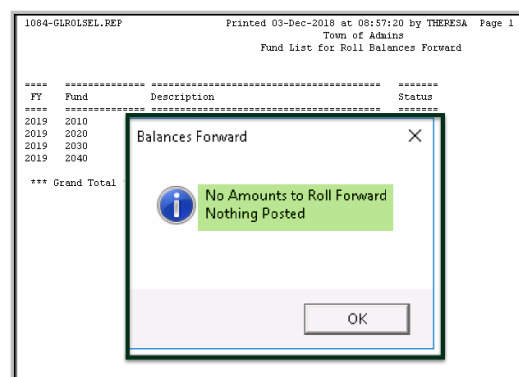 1084-GLROLSEL.REP Printed 03-Dec-2018 at 08:57:20 by THERESA Page 1
Town of Admins
Fund List for Roll Balances Forward
FY Fund Description Status
2019 2010
2019 2020
2019 2030
2019 2040
*** Grand Total
Balances Forward
No Amounts to Roll Forward
Nothing Posted
OK